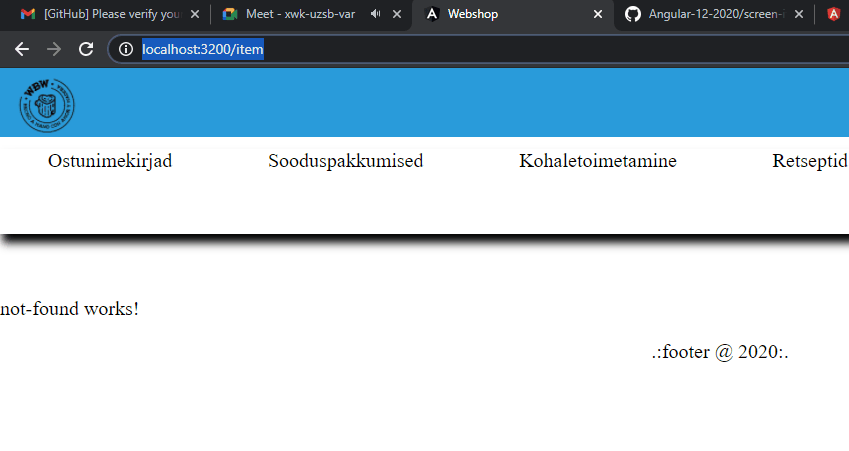 [GitHub] Please verify you
Meet - xwk-uzsb-var
Webshop
Angular-12-2020/screen-
localhost:3200/item
WBW
Ostunimekirjad
Sooduspakkumised
Kohaletoimetamine
Retseptid
not-found works!
.:footer @ 2020:.